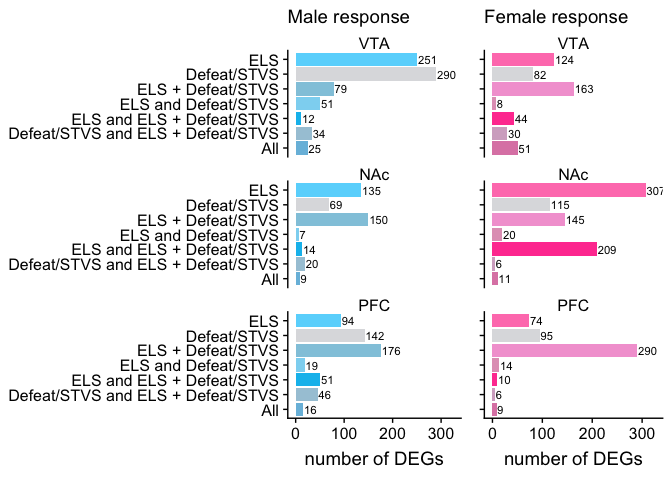 Male response Female response
VTA VTA
ELS 251 124
Defeat/STVS 290 82
ELS + Defeat/STVS 79 163
ELS and Defeat/STVS 51 8
ELS and ELS + Defeat/STVS 12 44
Defeat/STVS and ELS + Defeat/STVS 34 30
All 25 51
NAc NAc
ELS 135 307
Defeat/STVS 69 115
ELS + Defeat/STVS 150 145
ELS and Defeat/STVS 7 20
ELS and ELS + Defeat/STVS 14 209
Defeat/STVS and ELS + Defeat/STVS 20 6
All 9 11
PFC PFC
ELS 94 74
Defeat/STVS 142 95
ELS + Defeat/STVS 176 290
ELS and Defeat/STVS 19 14
ELS and ELS + Defeat/STVS 51 10
Defeat/STVS and ELS + Defeat/STVS 46 6
All 16 9
0 100 200 300 0 100 200 300
number of DEGs number of DEGs